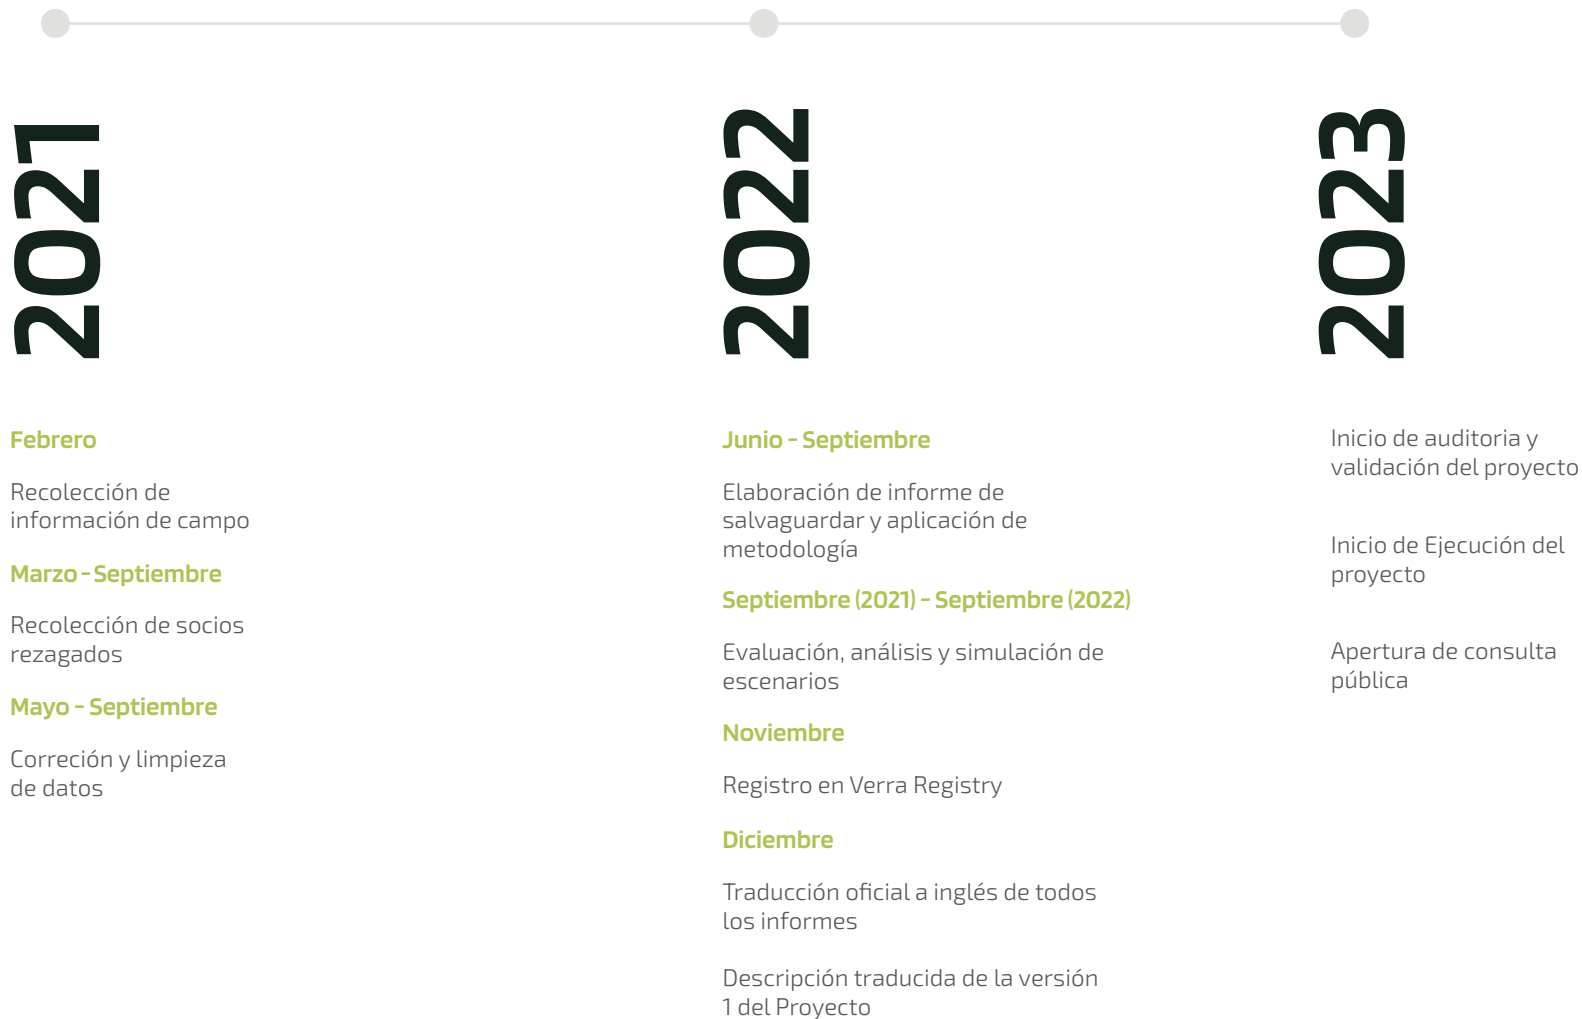 2021
Febrero
Recolección de
información de campo
Marzo - Septiembre
Recolección de socios
rezagados
Mayo - Septiembre
Correción y limpieza
de datos
2022
Junio - Septiembre
Elaboración de informe de
salvaguardar y aplicación de
metodología
Septiembre (2021) - Septiembre (2022)
Evaluación, análisis y simulación de
escenarios
Noviembre
Registro en Verra Registry
Diciembre
Traducción oficial a inglés de todos
los informes
Descripción traducida de la versión
1 del Proyecto
2023
Inicio de auditoria y
validación del proyecto
Inicio de Ejecución del
proyecto
Apertura de consulta
pública